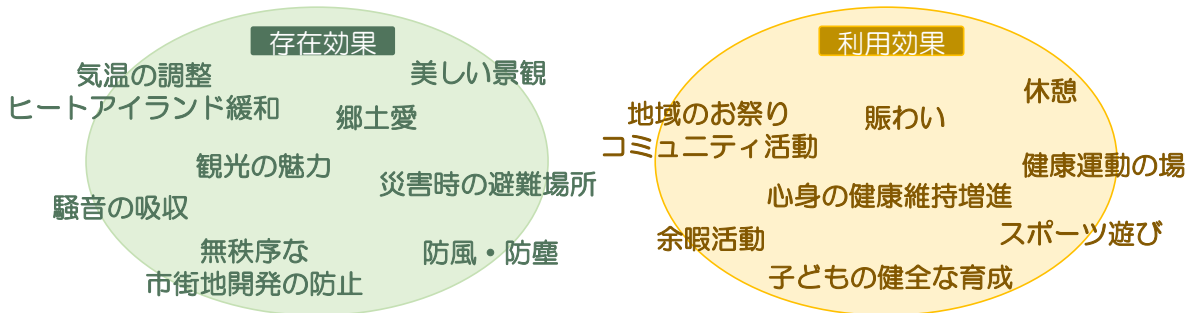 存在効果
気温の調整
ヒートアイランド緩和
美しい景観
郷土愛
観光の魅力
災害時の避難場所
騒音の吸収
無秩序な
市街地開発の防止
防風・防塵
利用効果
休憩
地域のお祭り
コミュニティ活動
賑わい
健康運動の場
心身の健康維持増進
余暇活動
スポーツ遊び
子どもの健全な育成